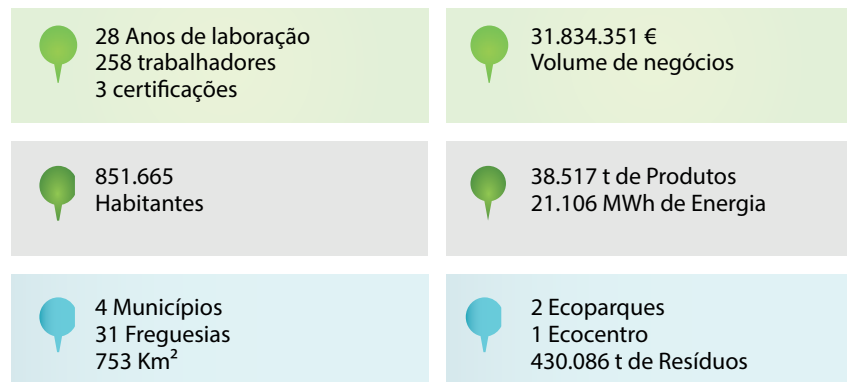 28 Anos de laboração
258 trabalhadores
3 certificações
31.834.351 €
Volume de negócios
851.665
Habitantes
38.517 t de Produtos
21.106 MWh de Energia
4 Municípios
31 Freguesias
753 Km²
2 Ecoparques
1 Ecocentro
430.086 t de Resíduos